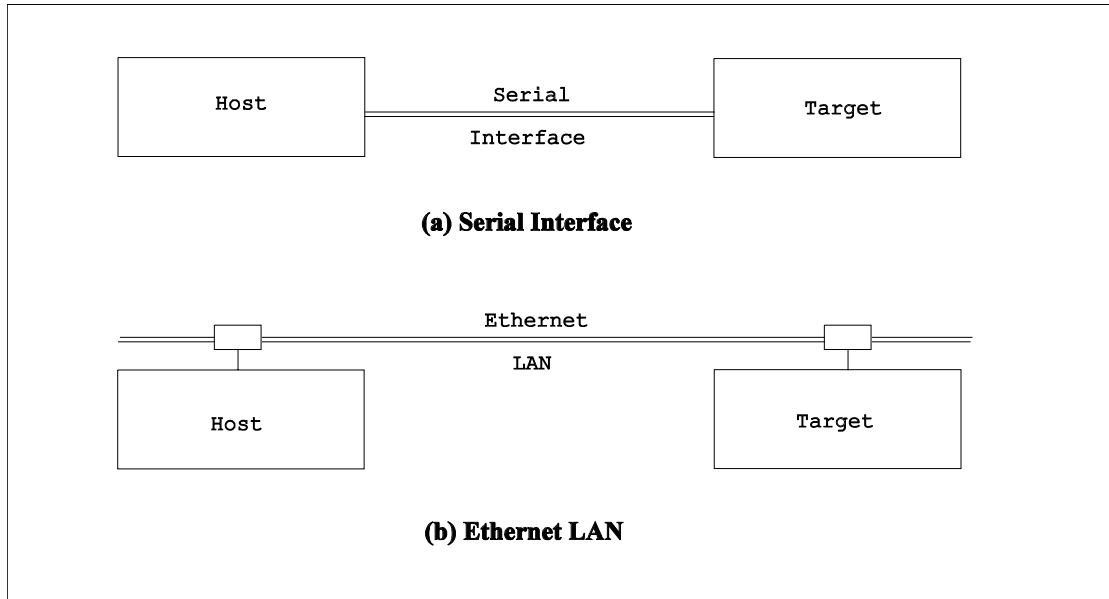 Host
Serial
Interface
Target
(a) Serial Interface
Ethernet
LAN
Host
Target
(b) Ethernet LAN